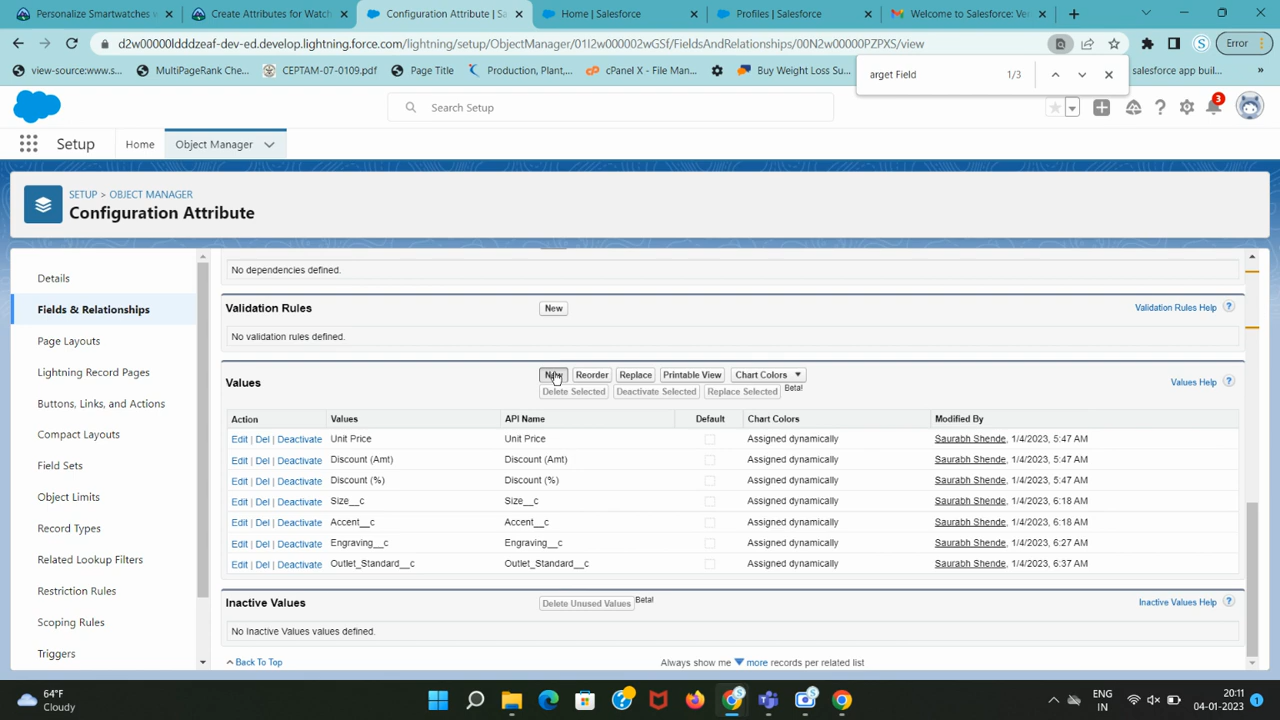 Personalize Smartwatches wit
Create Attributes for Watch
Configuration Attribute | Sa
Home | Salesforce
Profiles | Salesforce
Welcome to Salesforce: Ver
d2w00000ldddzeaf-dev-ed.develop.lightning.force.com/lightning/setup/ObjectManager/01I2w000002wGSf/FieldsAndRelationships/00N2w00000PZPXS/view
Error
view-source:www.s...
MultiPageRank Chec...
CEPTAM-07-0109.pdf
Page Title
Production, Plant,...
cPanel X - File Man...
Buy Weight Loss Su...
salesforce app buil...
»
arget Field 1/3
Search Setup
3
Setup
Home
Object Manager
SETUP > OBJECT MANAGER
Configuration Attribute
Details
Fields & Relationships
Page Layouts
Lightning Record Pages
Buttons, Links, and Actions
Compact Layouts
Field Sets
Object Limits
Record Types
Related Lookup Filters
Restriction Rules
Scoping Rules
Triggers
No dependencies defined.
Validation Rules New Validation Rules Help ?
No validation rules defined.
Values New Reorder Replace Printable View Chart Colors Values Help ?
Delete Selected Deactivate Selected Replace Selected Beta!
Action Values API Name Default Chart Colors Modified By
Edit | Del | Deactivate Unit Price Unit Price Assigned dynamically Saurabh Shende, 1/4/2023, 5:47 AM
Edit | Del | Deactivate Discount (Amt) Discount (Amt) Assigned dynamically Saurabh Shende, 1/4/2023, 5:47 AM
Edit | Del | Deactivate Discount (%) Discount (%) Assigned dynamically Saurabh Shende, 1/4/2023, 5:47 AM
Edit | Del | Deactivate Size__c Size__c Assigned dynamically Saurabh Shende, 1/4/2023, 6:18 AM
Edit | Del | Deactivate Accent__c Accent__c Assigned dynamically Saurabh Shende, 1/4/2023, 6:18 AM
Edit | Del | Deactivate Engraving__c Engraving__c Assigned dynamically Saurabh Shende, 1/4/2023, 6:27 AM
Edit | Del | Deactivate Outlet_Standard__c Outlet_Standard__c Assigned dynamically Saurabh Shende, 1/4/2023, 6:37 AM
Inactive Values Delete Unused Values Beta! Inactive Values Help ?
No Inactive Values values defined.
Back To Top Always show me more records per related list
64°F
Cloudy
ENG
IN
20:11
04-01-2023